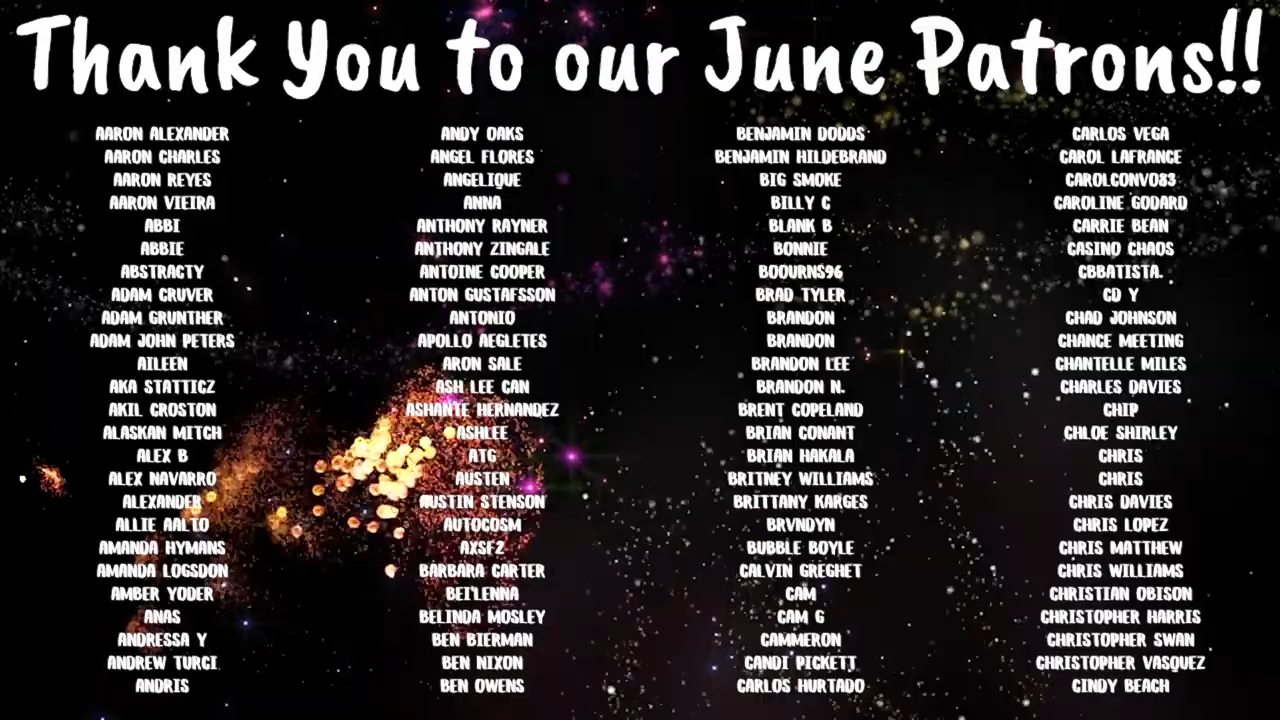 Thank You to our June Patrons!!
AARON ALEXANDER
AARON CHARLES
AARON REYES
AARON VIEIRA
ABBI
ABBIE
ABSTRACTY
ADAM CRUVER
ADAM GRUNTHER
ADAM JOHN PETERS
AILEEN
AKA STATTICZ
AKIL CROSTON
ALASKAN MITCH
ALEX B
ALEX NAVARRO
ALEXANDER
ALLIE AALTO
AMANDA HYMANS
AMANDA LOGSDON
AMBER YODER
ANAS
ANDRESSA Y
ANDREW TURCI
ANDRIS
ANDY OAKS
ANGEL FLORES
ANGELIQUE
ANNA
ANTHONY RAYNER
ANTHONY ZINGALE
ANTOINE COOPER
ANTON GUSTAFSSON
ANTONIO
APOLLO AEGLETES
ARON SALE
ASH LEE CAN
ASHANTE HERNANDEZ
ASHLEE
ATG
AUSTEN
AUSTIN STENSON
AUTOCOSM
AXSFZ
BARBARA CARTER
BEI'LENNA
BELINDA MOSLEY
BEN BIERMAN
BEN NIXON
BEN OWENS
BENJAMIN DODDS
BENJAMIN HILDEBRAND
BIG SMOKE
BILLY C
BLANK B
BONNIE
BOOURNS96
BRAD TYLER
BRANDON
BRANDON
BRANDON LEE
BRANDON N.
BRENT COPELAND
BRIAN CONANT
BRIAN HAKALA
BRITNEY WILLIAMS
BRITTANY KARGES
BRVNDYN
BUBBLE BOYLE
CALVIN GREGHET
CAM
CAM G
CAMMERON
CANDI PICKETT
CARLOS HURTADO
CARLOS VEGA
CAROL LAFRANCE
CAROLCONVO83
CAROLINE GODARD
CARRIE BEAN
CASINO CHAOS
CBBATISTA.
CD Y
CHAD JOHNSON
CHANCE MEETING
CHANTELLE MILES
CHARLES DAVIES
CHIP
CHLOE SHIRLEY
CHRIS
CHRIS
CHRIS DAVIES
CHRIS LOPEZ
CHRIS MATTHEW
CHRIS WILLIAMS
CHRISTIAN OBISON
CHRISTOPHER HARRIS
CHRISTOPHER SWAN
CHRISTOPHER VASQUEZ
CINDY BEACH